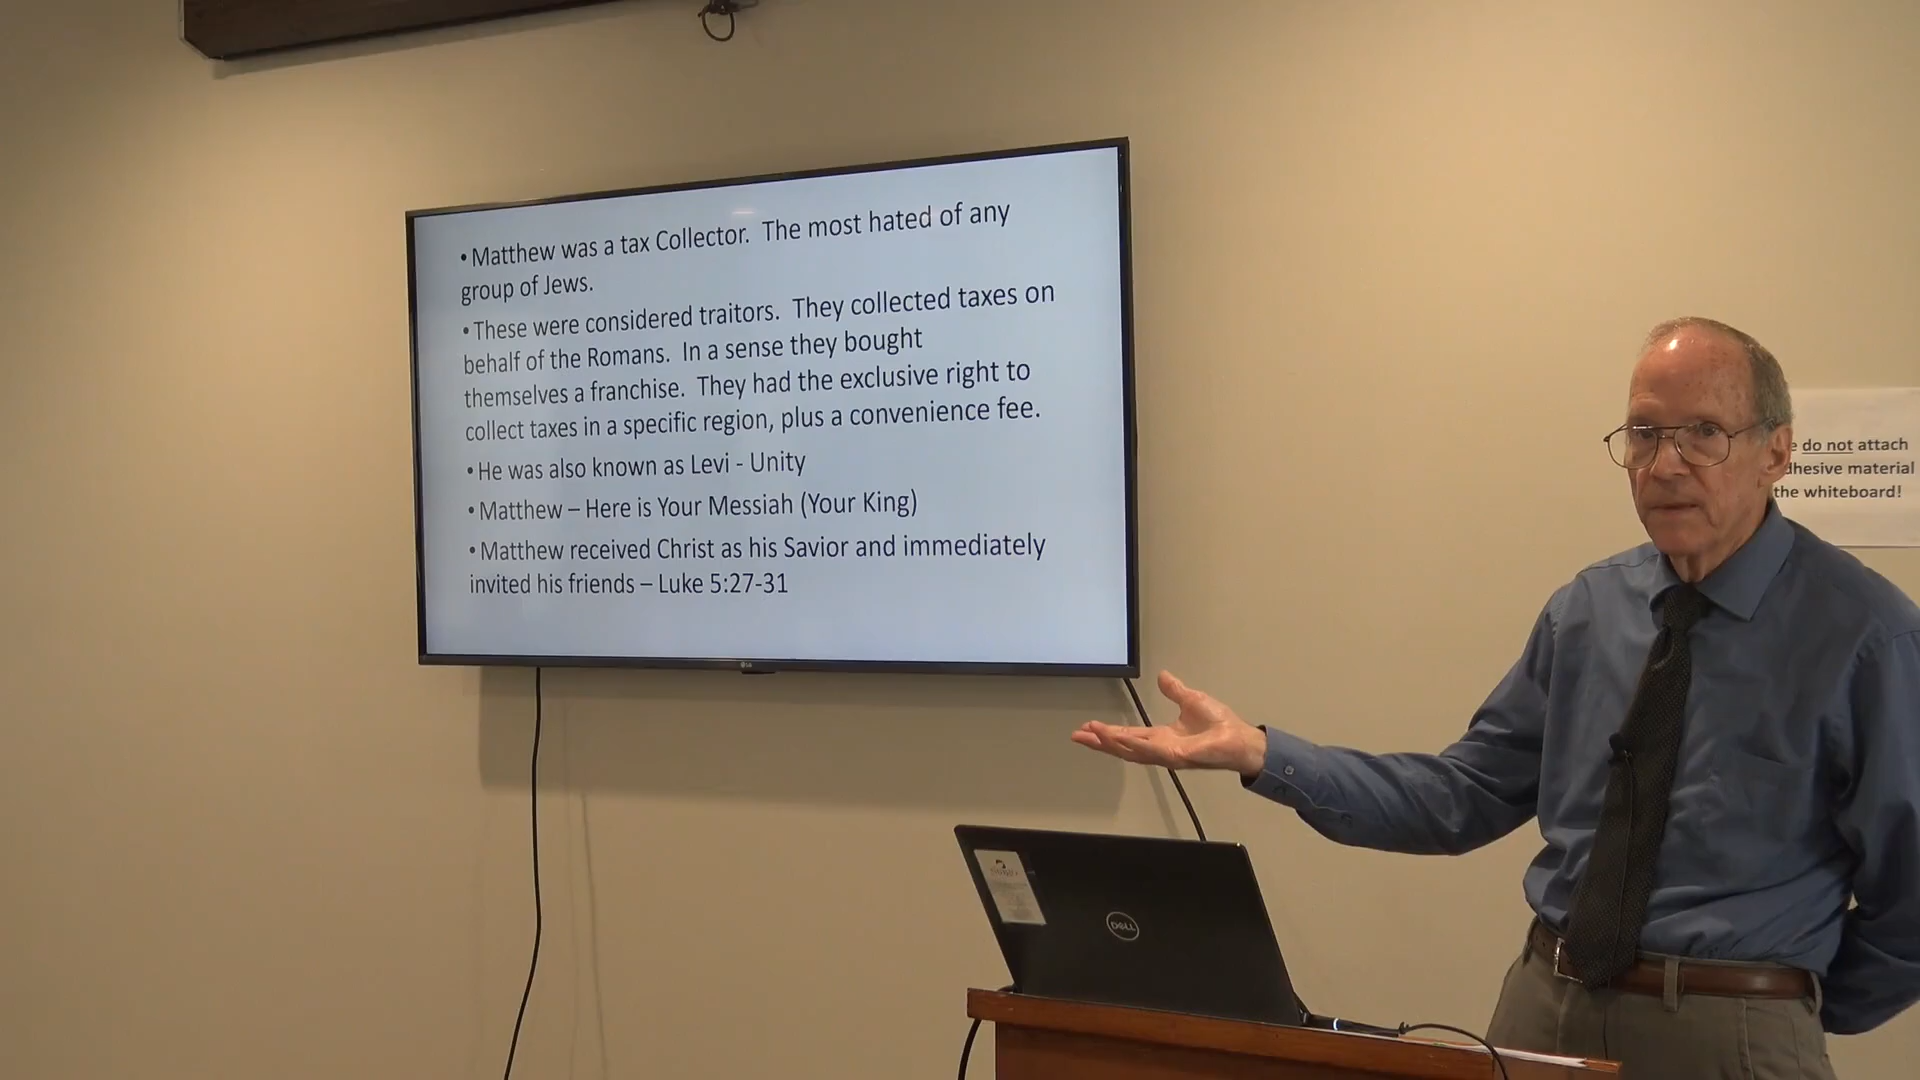 • Matthew was a tax Collector. The most hated of any
group of Jews.
• These were considered traitors. They collected taxes on
behalf of the Romans. In a sense they bought
themselves a franchise. They had the exclusive right to
collect taxes in a specific region, plus a convenience fee.
• He was also known as Levi - Unity
• Matthew – Here is Your Messiah (Your King)
• Matthew received Christ as his Savior and immediately
invited his friends – Luke 5:27-31
LG
do not attach
adhesive material
the whiteboard!
DELL